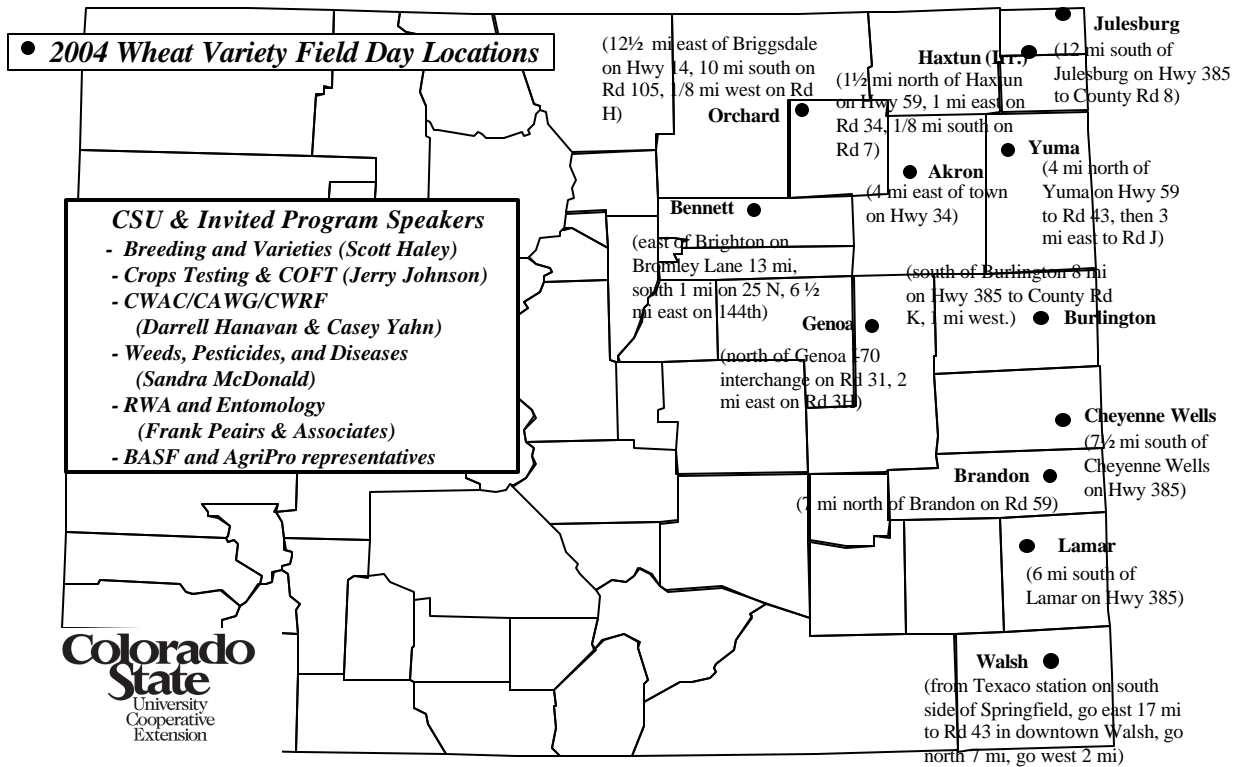 • 2004 Wheat Variety Field Day Locations
Julesburg
(12 mi south of
Julesburg on Hwy 385
to County Rd 8)
Haxtun (Irr.)
(1½ mi north of Haxtun
on Hwy 59, 1 mi east on
Rd 34, 1/8 mi south on
Rd 7)
(12½ mi east of Briggsdale
on Hwy 14, 10 mi south on
Rd 105, 1/8 mi west on Rd
H)
Orchard
Yuma
(4 mi north of
Yuma on Hwy 59
to Rd 43, then 3
mi east to Rd J)
Akron
(4 mi east of town
on Hwy 34)
Bennett
(east of Brighton on
Bromley Lane 13 mi,
south 1 mi on 25 N, 6 ½
mi east on 144th)
(south of Burlington 8 mi
on Hwy 385 to County Rd
K, 1 mi west.)
Burlington
Genoa
(north of Genoa I-70
interchange on Rd 31, 2
mi east on Rd 3H)
CSU & Invited Program Speakers
- Breeding and Varieties (Scott Haley)
- Crops Testing & COFT (Jerry Johnson)
- CWAC/CAWG/CWRF
(Darrell Hanavan & Casey Yahn)
- Weeds, Pesticides, and Diseases
(Sandra McDonald)
- RWA and Entomology
(Frank Peairs & Associates)
- BASF and AgriPro representatives
Cheyenne Wells
(7½ mi south of
Cheyenne Wells
on Hwy 385)
Brandon
(7 mi north of Brandon on Rd 59)
Lamar
(6 mi south of
Lamar on Hwy 385)
Walsh
(from Texaco station on south
side of Springfield, go east 17 mi
to Rd 43 in downtown Walsh, go
north 7 mi, go west 2 mi)
Colorado
State
University
Cooperative
Extension